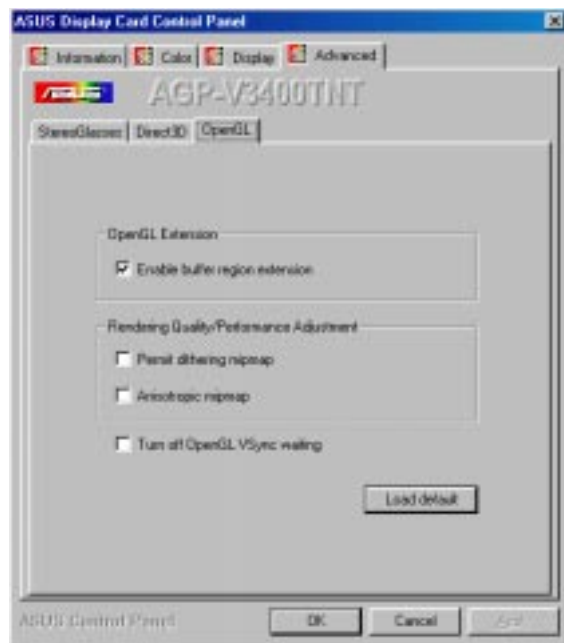 ASUS Display Card Control Panel
Information Color Display Advanced
ASUS AGP-V3400TNT
StereoGlasses Direct3D OpenGL
OpenGL Extension
Enable buffer region extension
Rendering Quality/Performance Adjustment
Permit dithering mipmap
Anisotropic mipmap
Turn off OpenGL VSync waiting
Load default
ASUS Control Panel OK Cancel Apply